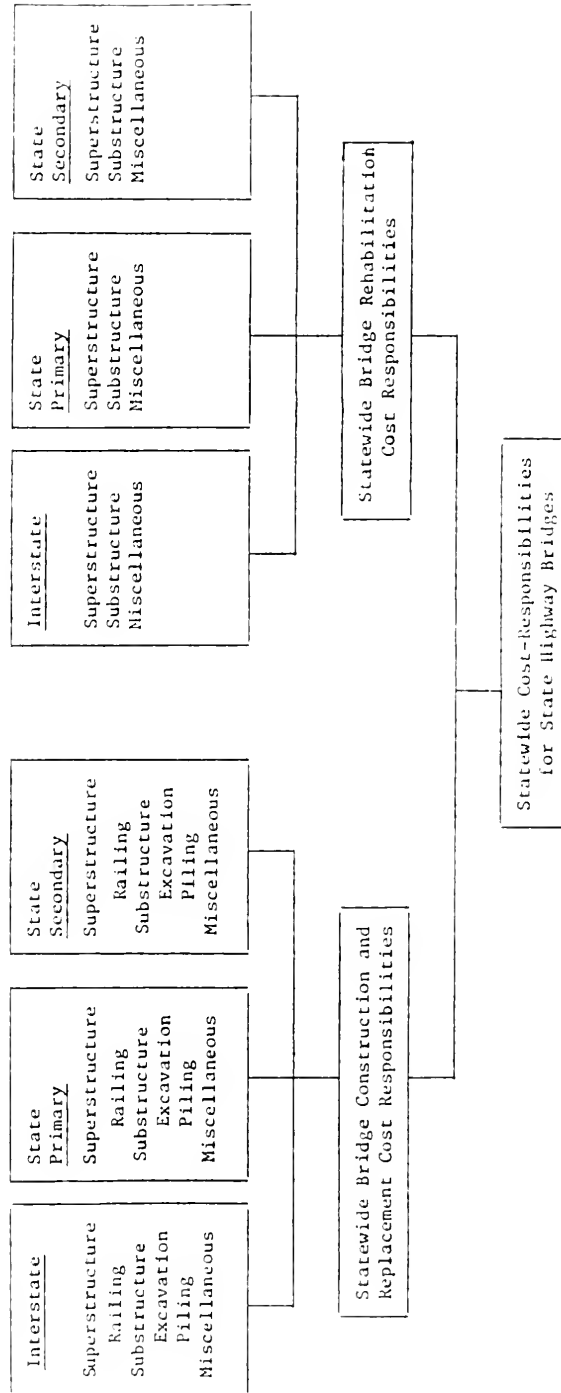 Interstate
Superstructure
Railing
Substructure
Excavation
Piling
Miscellaneous
State
Primary
Superstructure
Railing
Substructure
Excavation
Piling
Miscellaneous
State
Secondary
Superstructure
Railing
Substructure
Excavation
Piling
Miscellaneous
Interstate
Superstructure
Substructure
Miscellaneous
State
Primary
Superstructure
Substructure
Miscellaneous
State
Secondary
Superstructure
Substructure
Miscellaneous
Statewide Bridge Construction and
Replacement Cost Responsibilities
Statewide Bridge Rehabilitation
Cost Responsibilities
Statewide Cost-Responsibilities
for State Highway Bridges